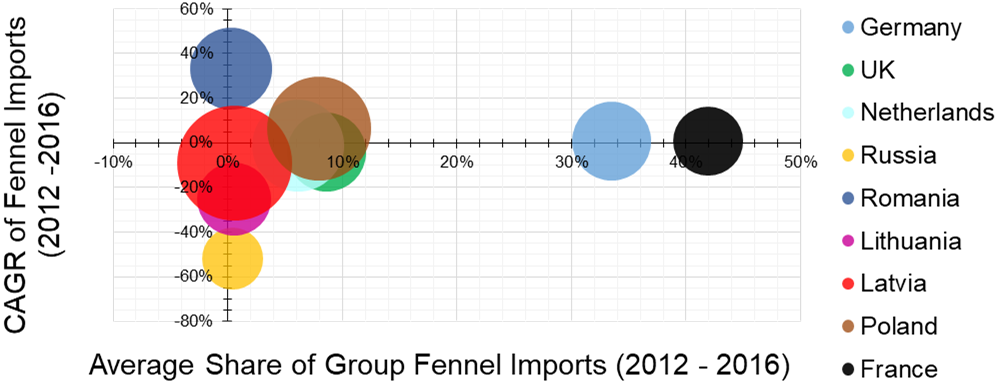 CAGR of Fennel Imports
(2012 -2016)
60%
40%
20%
0%
-20%
-40%
-60%
-80%
-10% 0% 10% 20% 30% 40% 50%
Average Share of Group Fennel Imports (2012 - 2016)
Germany
UK
Netherlands
Russia
Romania
Lithuania
Latvia
Poland
France